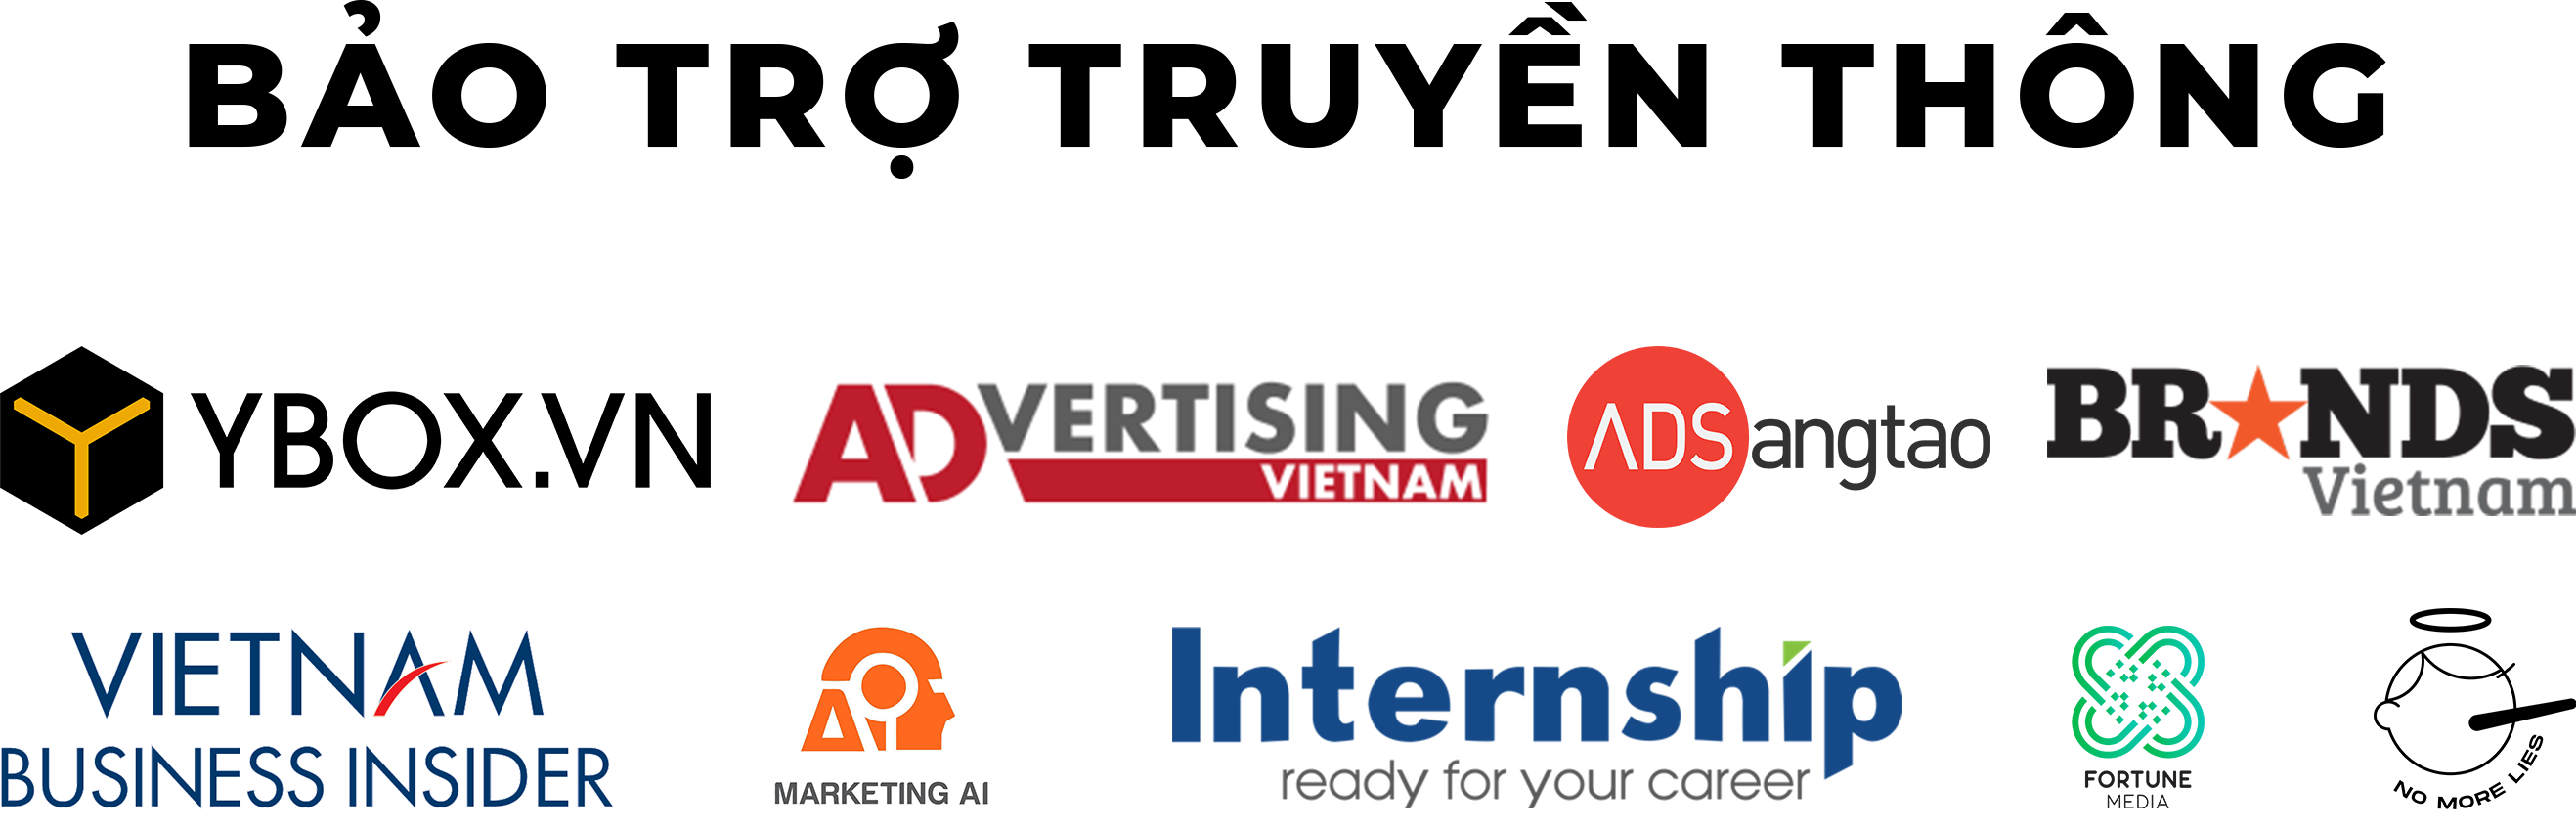 BẢO TRỢ TRUYỀN THÔNG
YBOX.VN
ADVERTISING
VIETNAM
ADSangtao
BRANDS
Vietnam
VIETNAM
BUSINESS INSIDER
AI
MARKETING AI
Internship
ready for your career
FORTUNE
MEDIA
NO MORE LIES